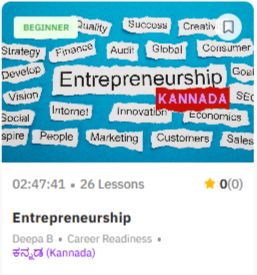 BEGINNER
Quality
Success
Creativ
Strategy
Finance
Audit
Global
Consumer
Develop
Entrepreneurship
Goal
Vision
KANNADA
SEO
Social
Internet
Innovation
Economics
spire
People
Marketing
Customers
Sales
02:47:41 • 26 Lessons
0(0)
Entrepreneurship
Deepa B • Career Readiness •
ಕನ್ನಡ (Kannada)